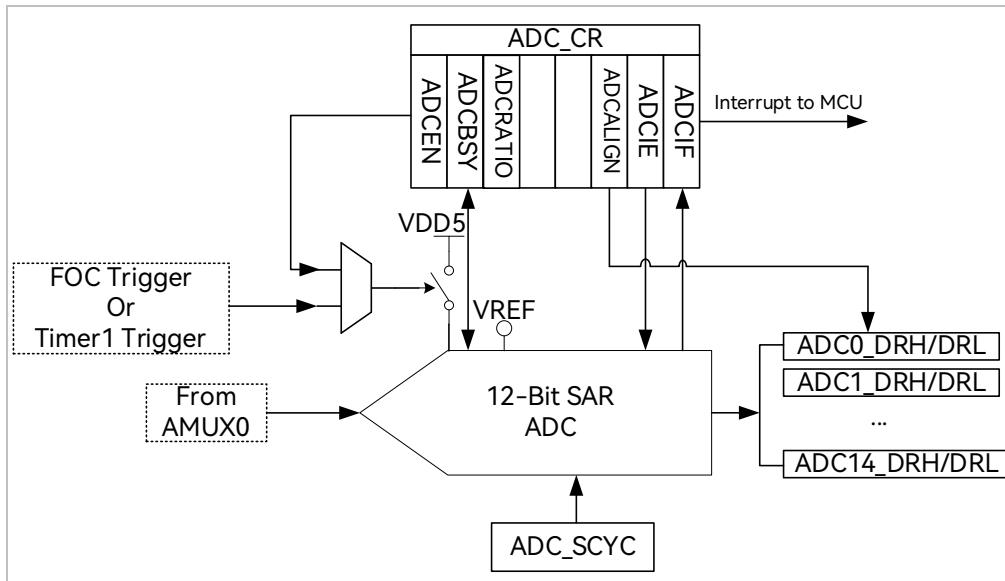 ADC_CR
ADCEN
ADCBSY
ADCRATIO
ADCALIGN
ADCIE
ADCIF
Interrupt to MCU
VDD5
FOC Trigger
Or
Timer1 Trigger
VREF
ADC0_DRH/DRL
ADC1_DRH/DRL
...
ADC14_DRH/DRL
From
AMUX0
12-Bit SAR
ADC
ADC_SCYC